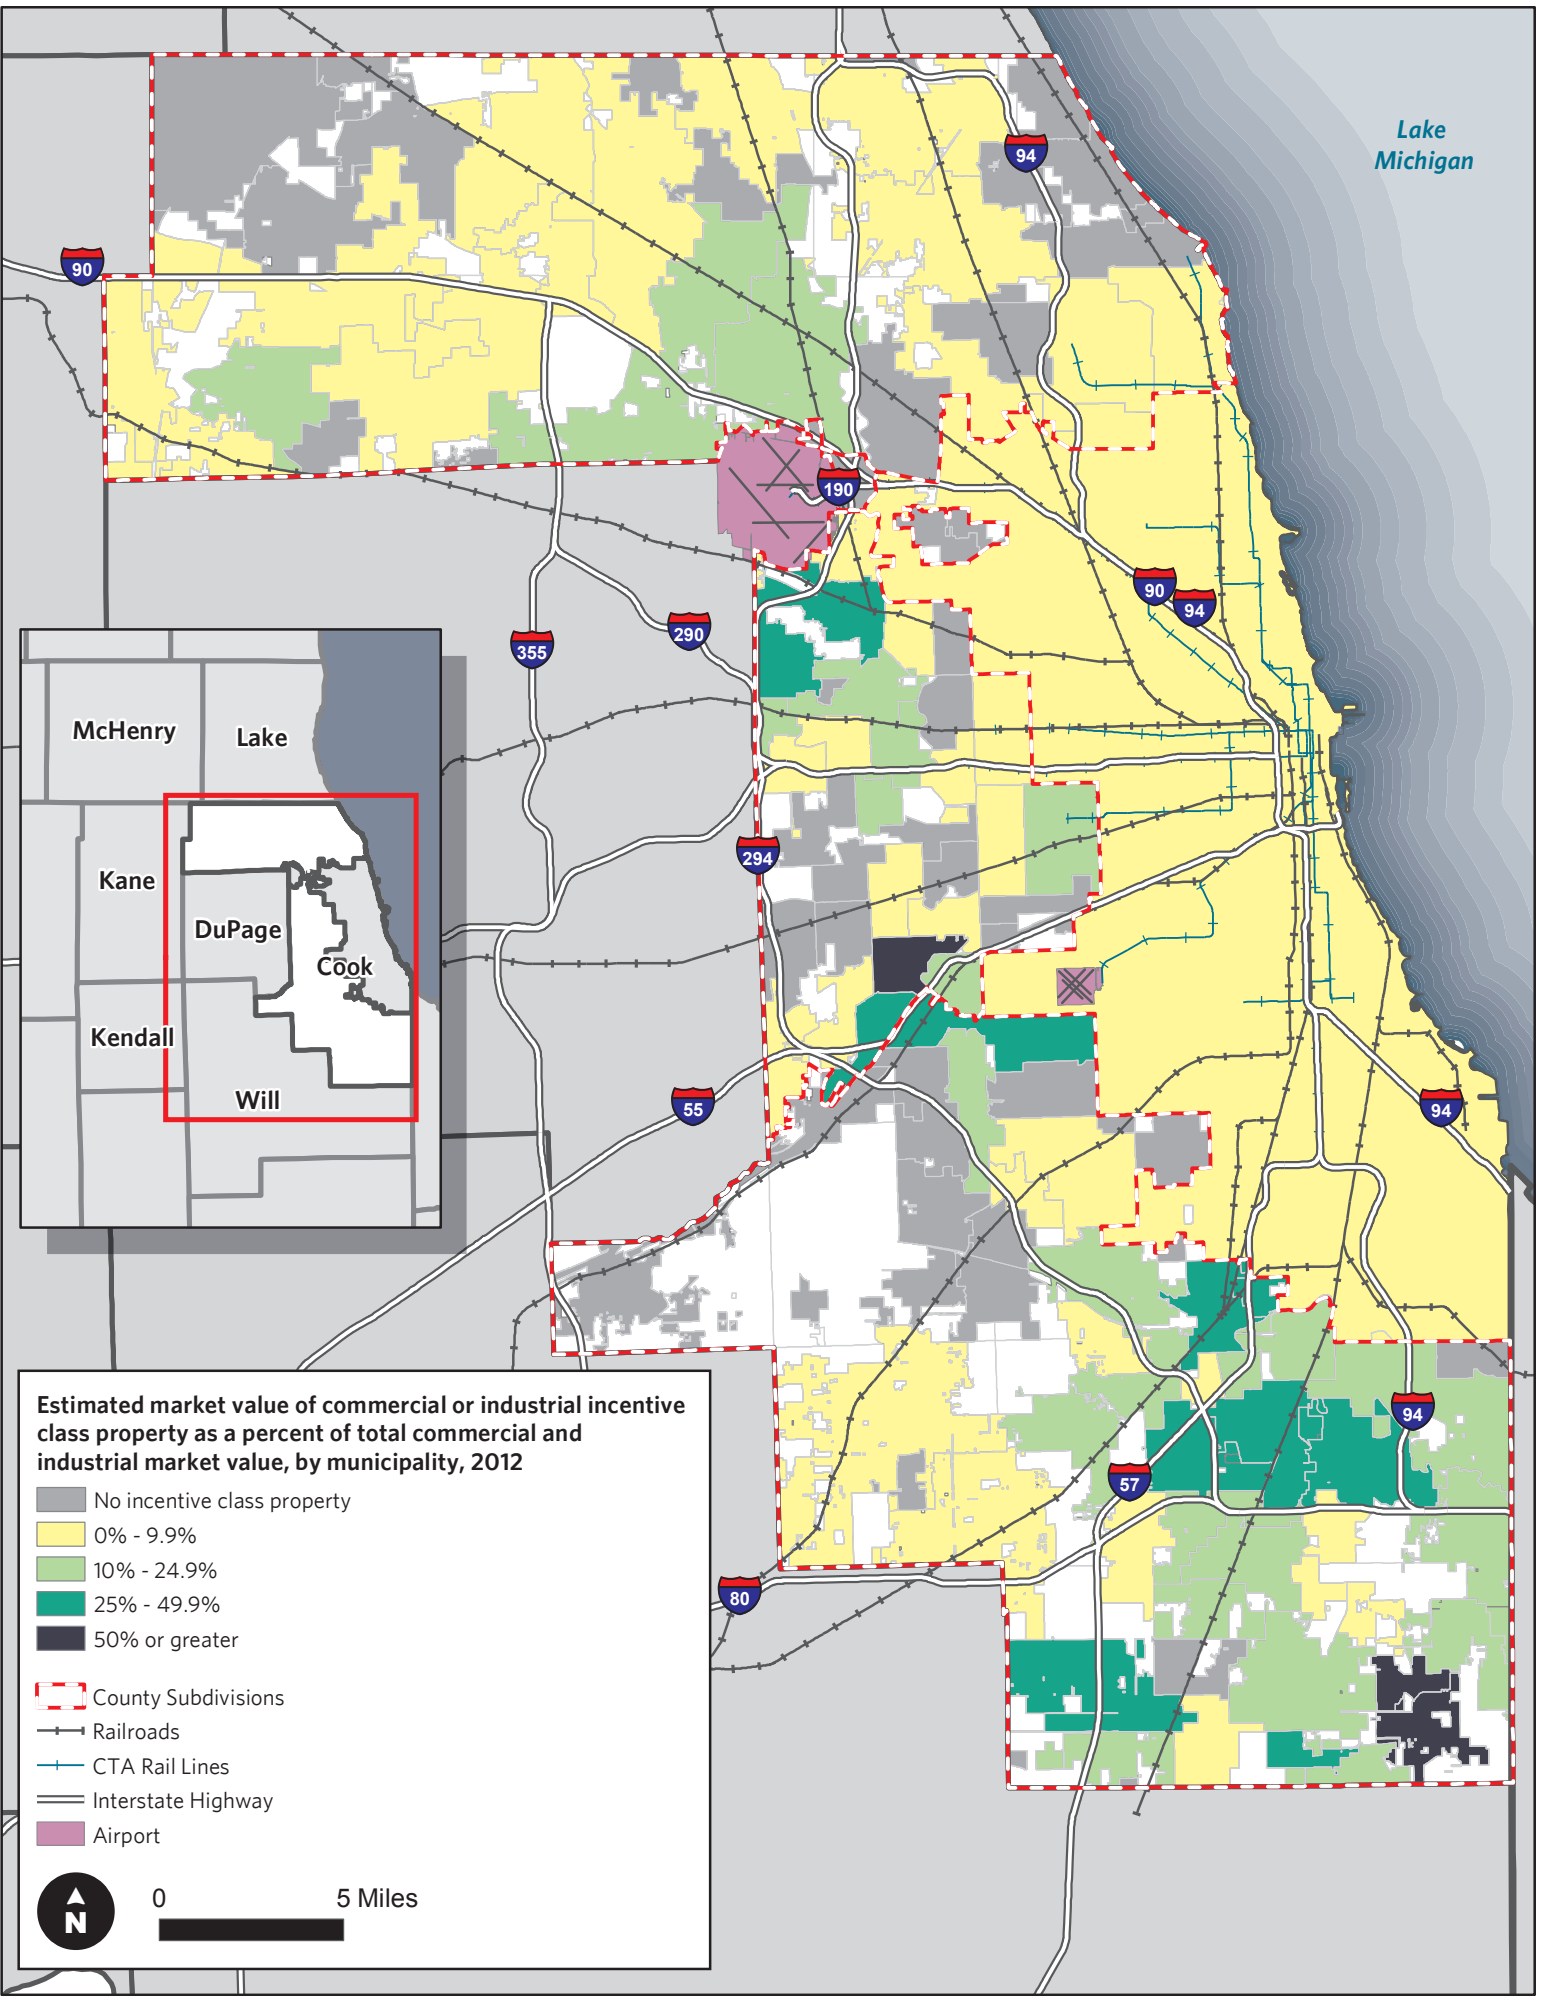 Lake
Michigan
94
90
190
90
94
290
355
McHenry
Lake
294
Kane
DuPage
Cook
Kendall
55
94
Will
Estimated market value of commercial or industrial incentive
class property as a percent of total commercial and
industrial market value, by municipality, 2012
No incentive class property
0% - 9.9%
10% - 24.9%
25% - 49.9%
50% or greater
County Subdivisions
Railroads
CTA Rail Lines
Interstate Highway
Airport
N
0
5 Miles
94
57
80